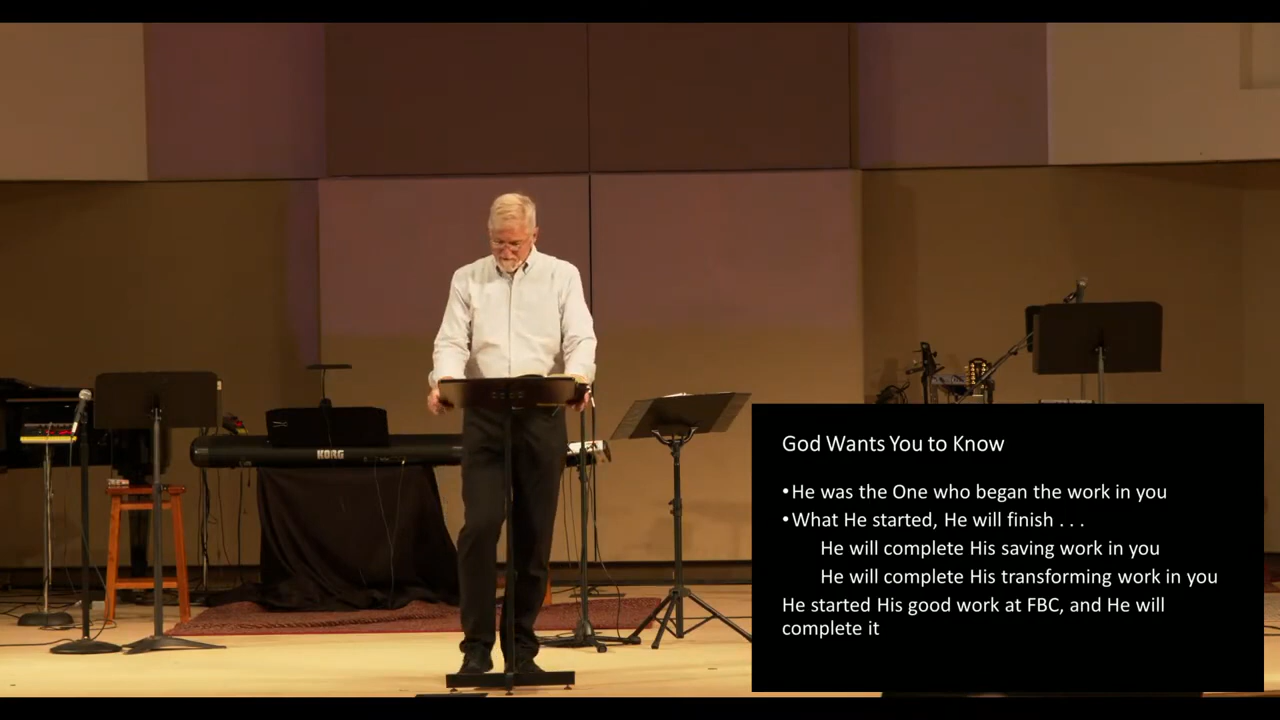 KORG
God Wants You to Know
•He was the One who began the work in you
•What He started, He will finish . . .
He will complete His saving work in you
He will complete His transforming work in you
He started His good work at FBC, and He will
complete it